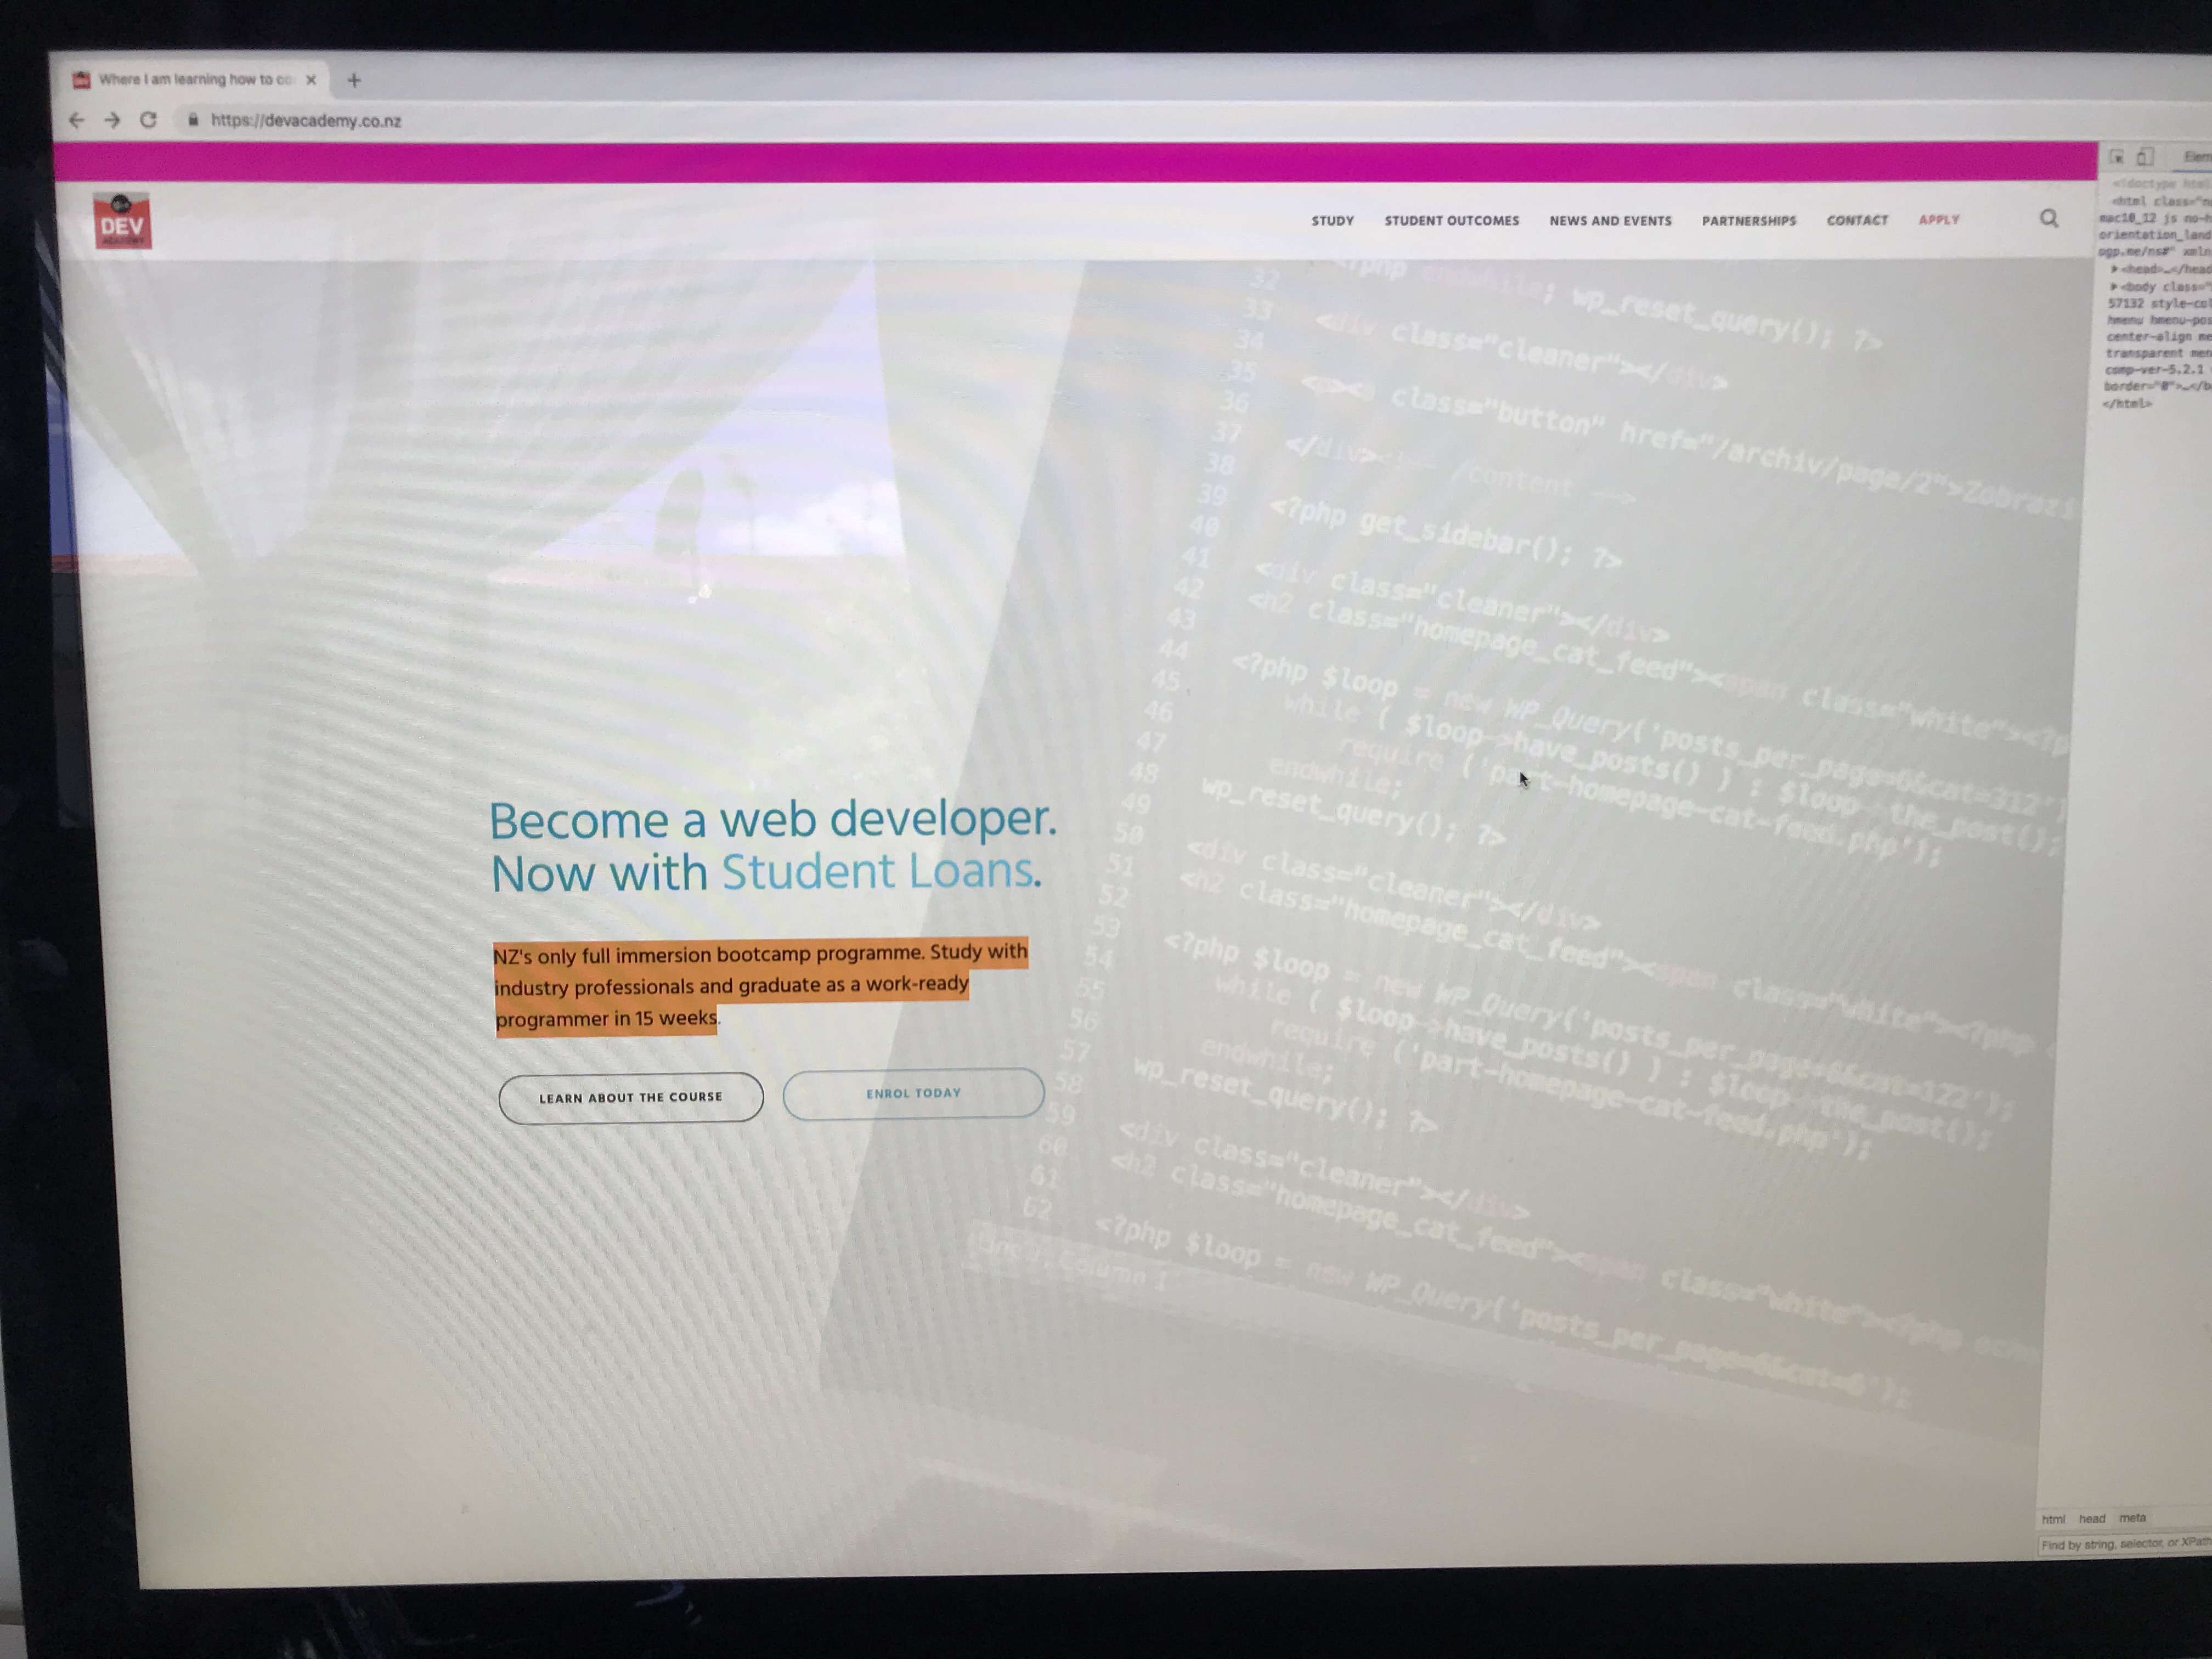 Where I am learning how to co
https://devacademy.co.nz
DEV
ACADEMY
STUDY STUDENT OUTCOMES NEWS AND EVENTS PARTNERSHIPS CONTACT APPLY
Elem
<!doctype html
<html class="n
mac10_12 js no-h
orientation_land
ogp.me/ns#" xmln
<head>…</head
<body class="
57132 style-col
hmenu hmenu-pos
center-align me
transparent men
comp-ver-5.2.1
border="0">…</b
</html>
32 <?php endwhile; wp_reset_query(); ?>
33
34 <div class="cleaner"></div>
35
36 class="button" href="/archiv/page/2">Zobrazi
37
38 </div><!-- /content -->
39
40 <?php get_sidebar(); ?>
41
42 <div class="cleaner"></div>
43 <h2 class="homepage_cat_feed"><span class="white"><?p
44
45 <?php $loop = new WP_Query('posts_per_page=6&cat=312')
46 while ( $loop->have_posts() ) : $loop->the_post();
47 require ('part-homepage-cat-feed.php');
48 endwhile;
49 wp_reset_query(); ?>
50
51 <div class="cleaner"></div>
52 <h2 class="homepage_cat_feed"><span class="white"><?php
53
54 <?php $loop = new WP_Query('posts_per_page=6&cat=122');
55 while ( $loop->have_posts() ) : $loop->the_post();
56 require ('part-homepage-cat-feed.php');
57 endwhile;
58 wp_reset_query(); ?>
59
60 <div class="cleaner"></div>
61 <h2 class="homepage_cat_feed"><span class="white"><?php echo
62
<?php $loop = new WP_Query('posts_per_page=6&cat=6');
Line 1, Column 1
Become a web developer.
Now with Student Loans.
NZ's only full immersion bootcamp programme. Study with
industry professionals and graduate as a work-ready
programmer in 15 weeks.
LEARN ABOUT THE COURSE ENROL TODAY
html head meta
Find by string, selector, or XPath